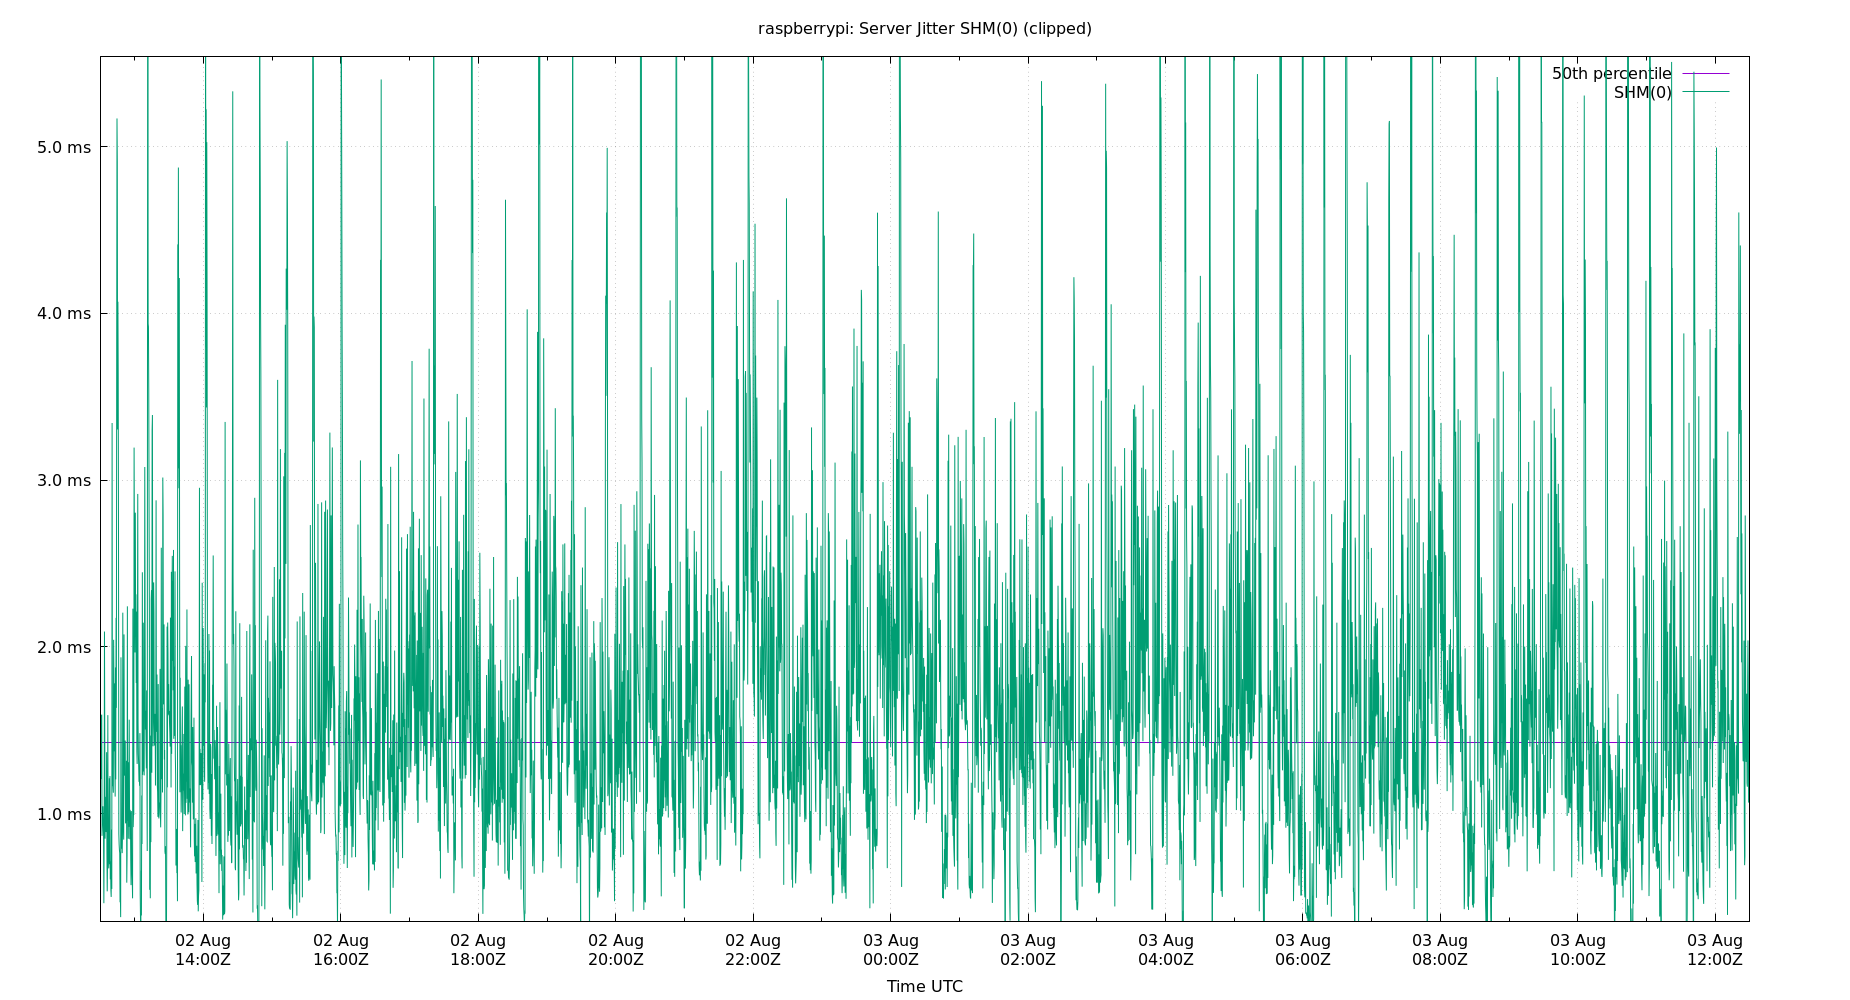 raspberrypi: Server Jitter SHM(0) (clipped)
50th percentile
SHM(0)
5.0 ms
4.0 ms
3.0 ms
2.0 ms
1.0 ms
02 Aug 02 Aug 02 Aug 02 Aug 02 Aug 03 Aug 03 Aug 03 Aug 03 Aug 03 Aug 03 Aug 03 Aug
14:00Z 16:00Z 18:00Z 20:00Z 22:00Z 00:00Z 02:00Z 04:00Z 06:00Z 08:00Z 10:00Z 12:00Z
Time UTC